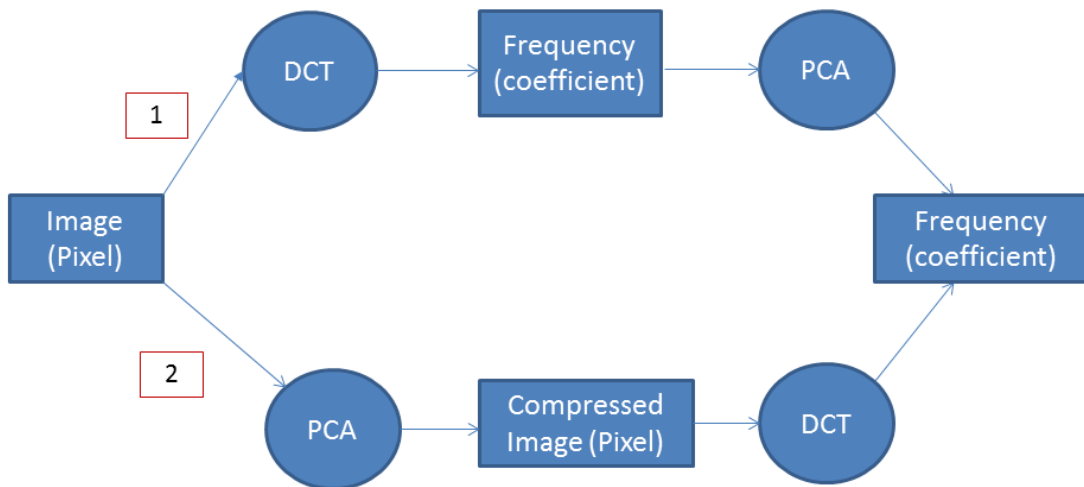 DCT
Frequency
(coefficient)
PCA
1
Image
(Pixel)
Frequency
(coefficient)
2
PCA
Compressed
Image (Pixel)
DCT